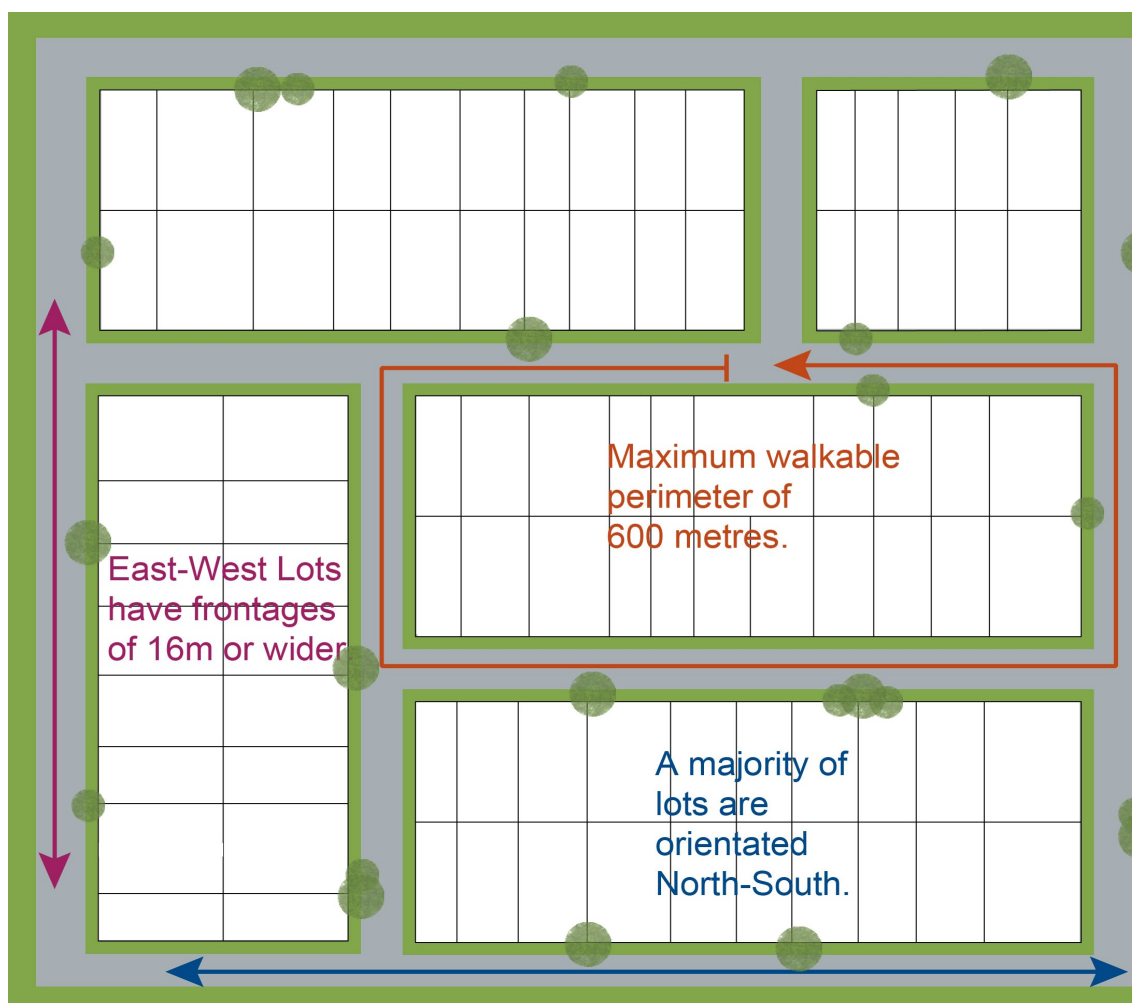 Maximum walkable
perimeter of
600 metres.
East-West Lots
have frontages
of 16m or wider
A majority of
lots are
orientated
North-South.